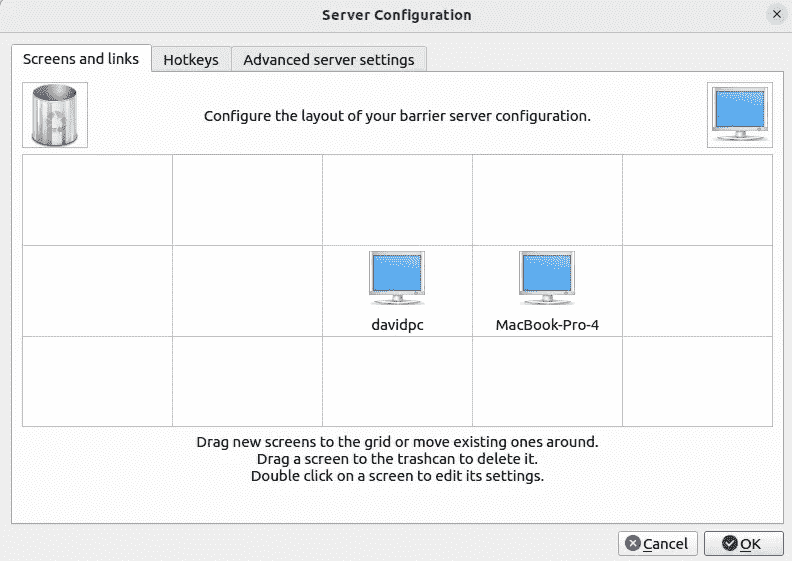 Server Configuration
Screens and links
Hotkeys
Advanced server settings
Configure the layout of your barrier server configuration.
davidpc
MacBook-Pro-4
Drag new screens to the grid or move existing ones around.
Drag a screen to the trashcan to delete it.
Double click on a screen to edit its settings.
Cancel
OK